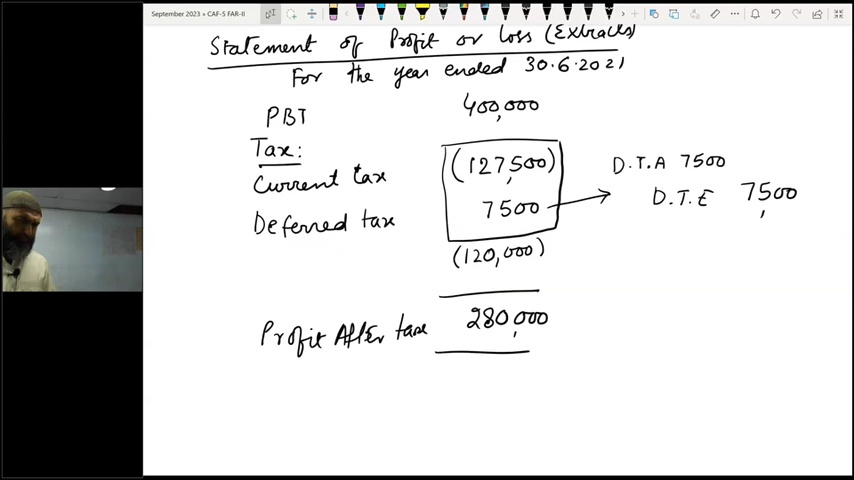 September 2023 » CAF-5 FAR-II
Statement of Profit or Loss (Extracts)
For the year ended 30.6.2021
PBT 400,000
Tax:
Current tax (127,500) D.T.A 7500
Deferred tax 7500 D.T.E 7500
(120,000)
Profit After tax 280,000